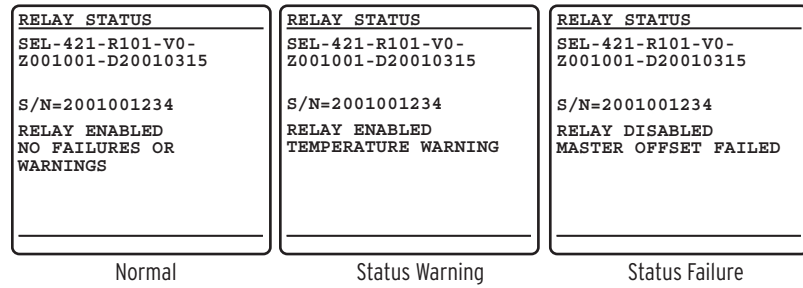 RELAY STATUS
SEL-421-R101-V0-
Z001001-D20010315
S/N=2001001234
RELAY ENABLED
NO FAILURES OR
WARNINGS
Normal
RELAY STATUS
SEL-421-R101-V0-
Z001001-D20010315
S/N=2001001234
RELAY ENABLED
TEMPERATURE WARNING
Status Warning
RELAY STATUS
SEL-421-R101-V0-
Z001001-D20010315
S/N=2001001234
RELAY DISABLED
MASTER OFFSET FAILED
Status Failure